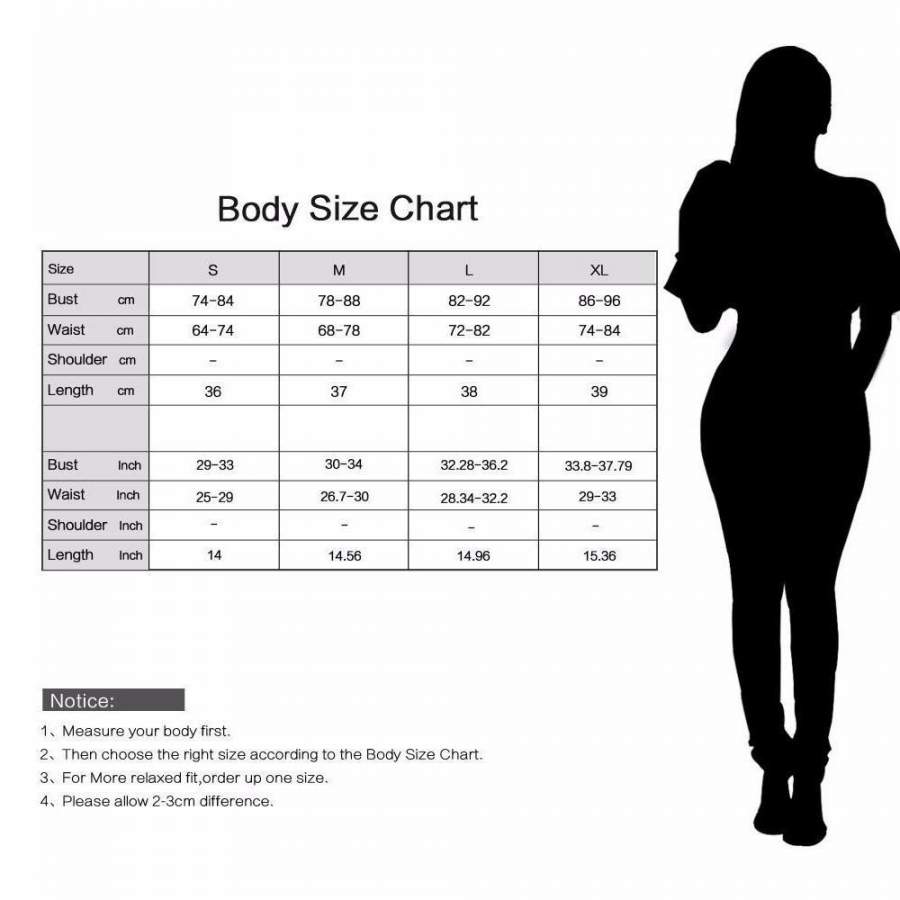 Body Size Chart
Size S M L XL
Bust cm 74-84 78-88 82-92 86-96
Waist cm 64-74 68-78 72-82 74-84
Shoulder cm - - - -
Length cm 36 37 38 39
Bust Inch 29-33 30-34 32.28-36.2 33.8-37.79
Waist Inch 25-29 26.7-30 28.34-32.2 29-33
Shoulder Inch - - - -
Length Inch 14 14.56 14.96 15.36
Notice:
1、Measure your body first.
2、Then choose the right size according to the Body Size Chart.
3、For More relaxed fit,order up one size.
4、Please allow 2-3cm difference.